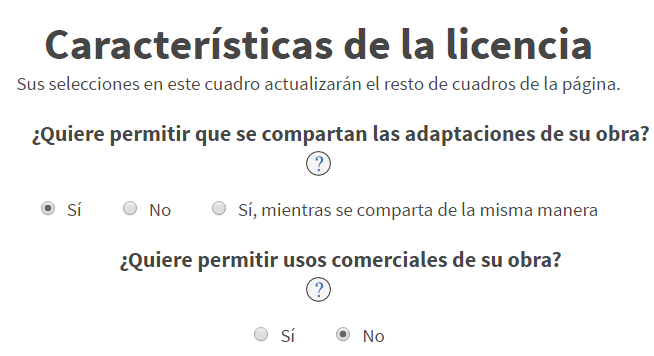 Características de la licencia
Sus selecciones en este cuadro actualizarán el resto de cuadros de la página.
¿Quiere permitir que se compartan las adaptaciones de su obra?
?
Sí No Sí, mientras se comparta de la misma manera
¿Quiere permitir usos comerciales de su obra?
?
Sí No